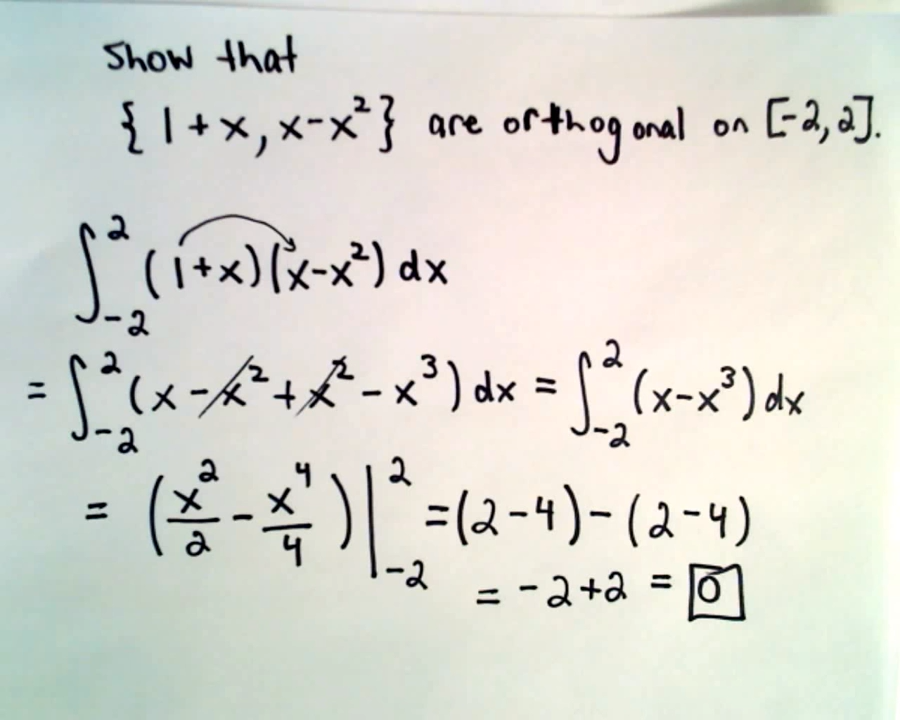 Show that
{ 1+x, x-x² } are orthogonal on [-2, 2].
∫₋₂² (1+x)(x-x²) dx
= ∫₋₂² (x - x² + x² - x³) dx = ∫₋₂² (x-x³) dx
= (x²/2 - x⁴/4) |₋₂² = (2-4) - (2-4)
= -2+2 = 0